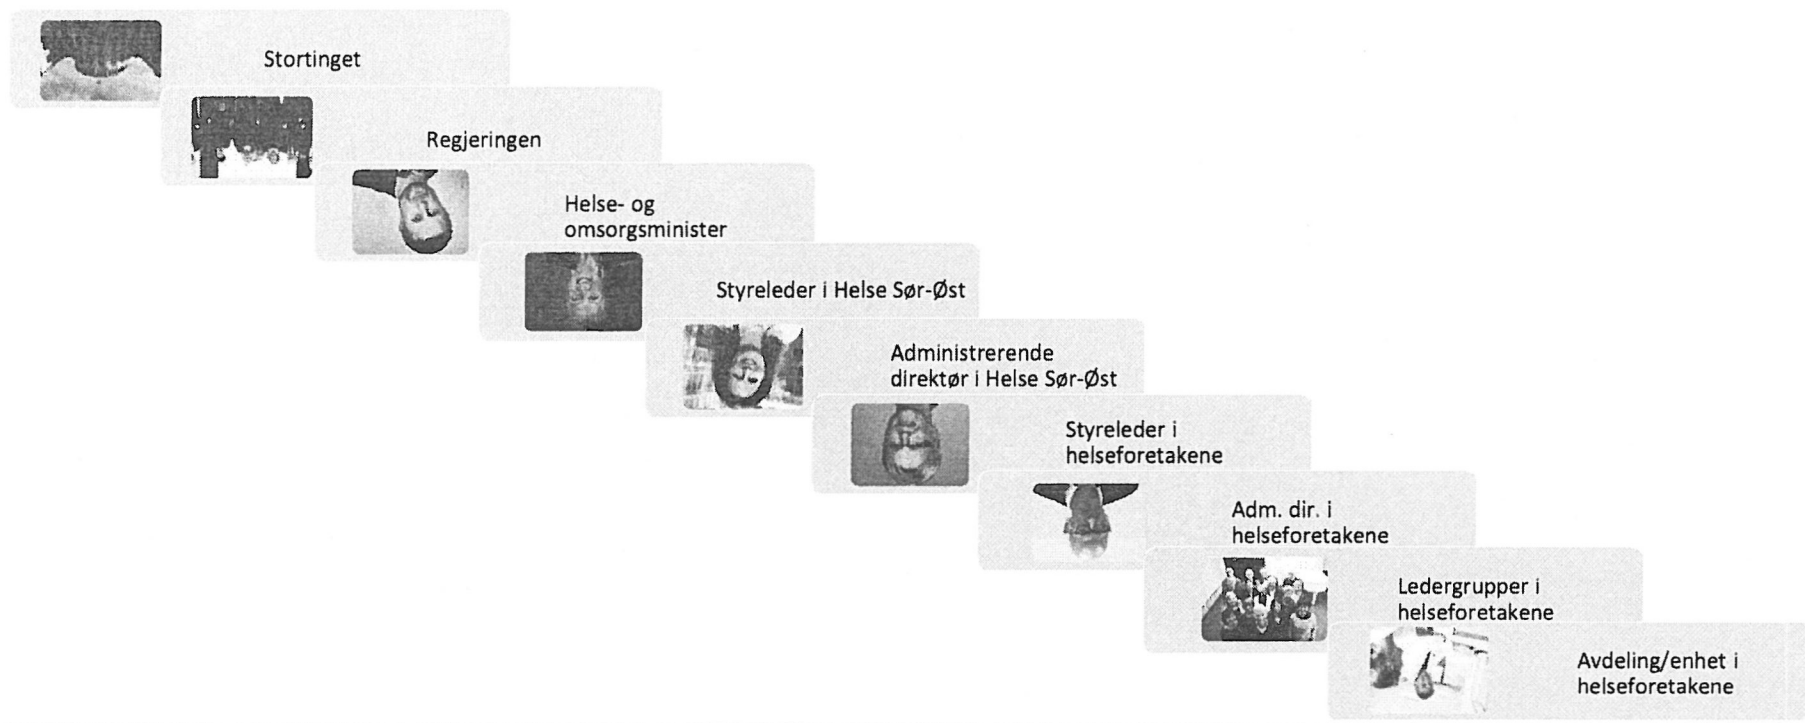 Stortinget
Regjeringen
Helse- og
omsorgsminister
Styreleder i Helse Sør-Øst
Administrerende
direktør i Helse Sør-Øst
Styreleder i
helseforetakene
Adm. dir. i
helseforetakene
Ledergrupper i
helseforetakene
Avdeling/enhet i
helseforetakene